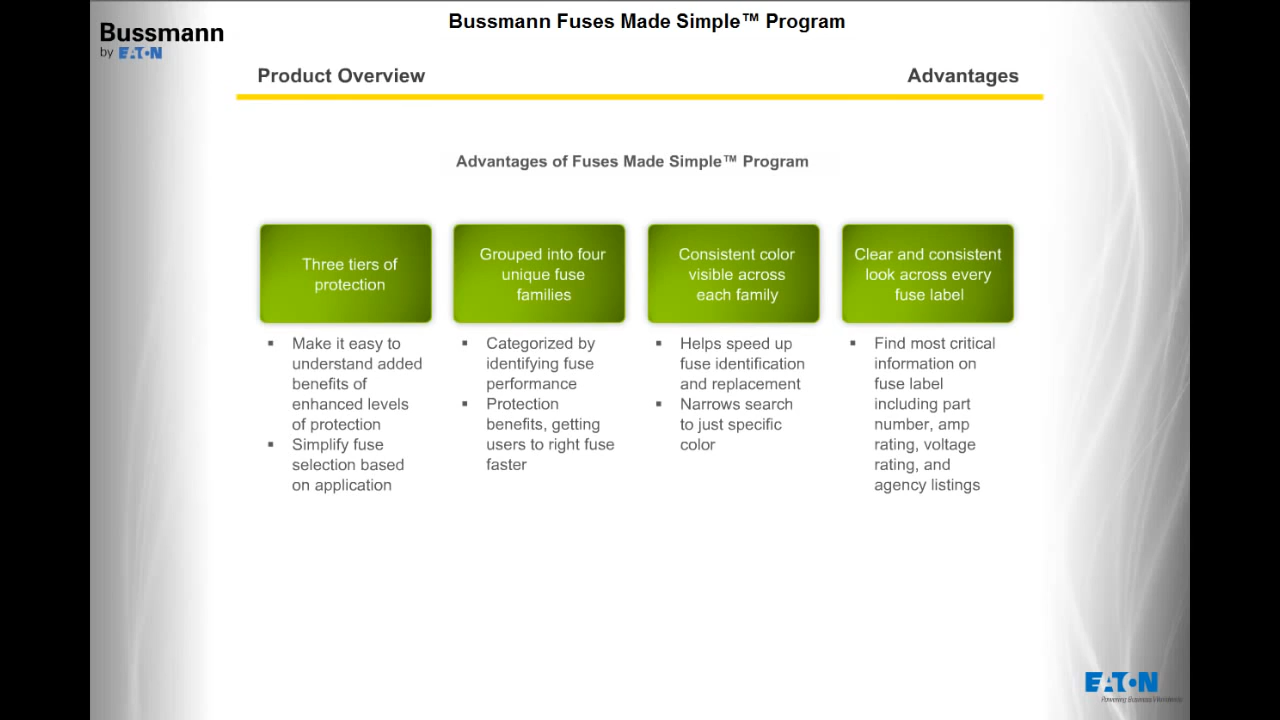 Bussmann Fuses Made Simple™ Program
Bussmann
by EATON
Product Overview
Advantages
Advantages of Fuses Made Simple™ Program
Three tiers of
protection
▪ Make it easy to
understand added
benefits of
enhanced levels
of protection
▪ Simplify fuse
selection based
on application
Grouped into four
unique fuse
families
▪ Categorized by
identifying fuse
performance
▪ Protection
benefits, getting
users to right fuse
faster
Consistent color
visible across
each family
▪ Helps speed up
fuse identification
and replacement
▪ Narrows search
to just specific
color
Clear and consistent
look across every
fuse label
▪ Find most critical
information on
fuse label
including part
number, amp
rating, voltage
rating, and
agency listings
EATON
Powering Business Worldwide